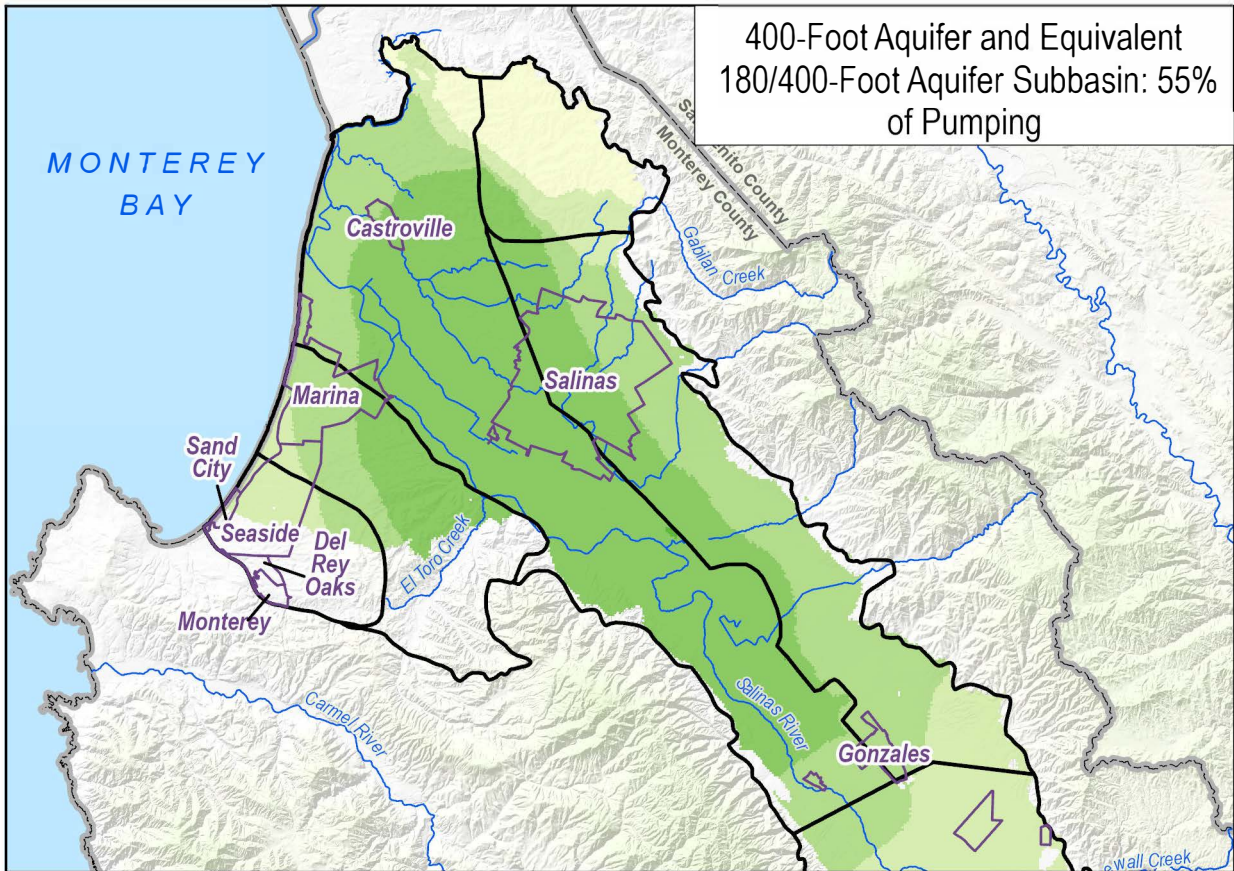 400-Foot Aquifer and Equivalent
180/400-Foot Aquifer Subbasin: 55%
of Pumping
MONTEREY
BAY
Monterey County
Castroville
Gabilan Creek
Salinas
Marina
Sand
City
Seaside
Del
Rey
Oaks
El Toro Creek
Monterey
Salinas River
Carmel River
Gonzales
Creek